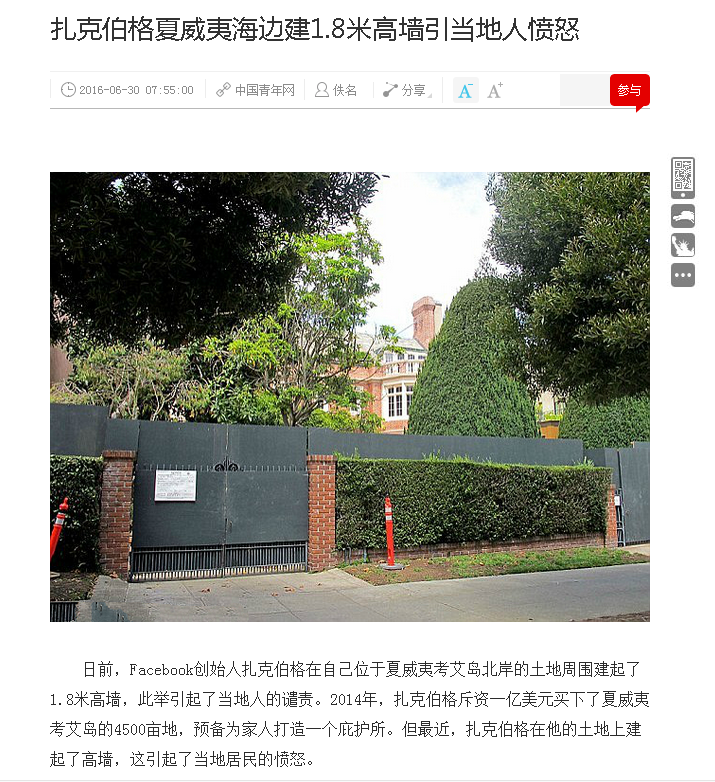 扎克伯格夏威夷海边建1.8米高墙引当地人愤怒
2016-06-30 07:55:00 中国青年网 佚名 分享 A- A+ 参与
日前，Facebook创始人扎克伯格在自己位于夏威夷考艾岛北岸的土地周围建起了
1.8米高墙，此举引起了当地人的谴责。2014年，扎克伯格斥资一亿美元买下了夏威夷
考艾岛的4500亩地，预备为家人打造一个庇护所。但最近，扎克伯格在他的土地上建
起了高墙，这引起了当地居民的愤怒。